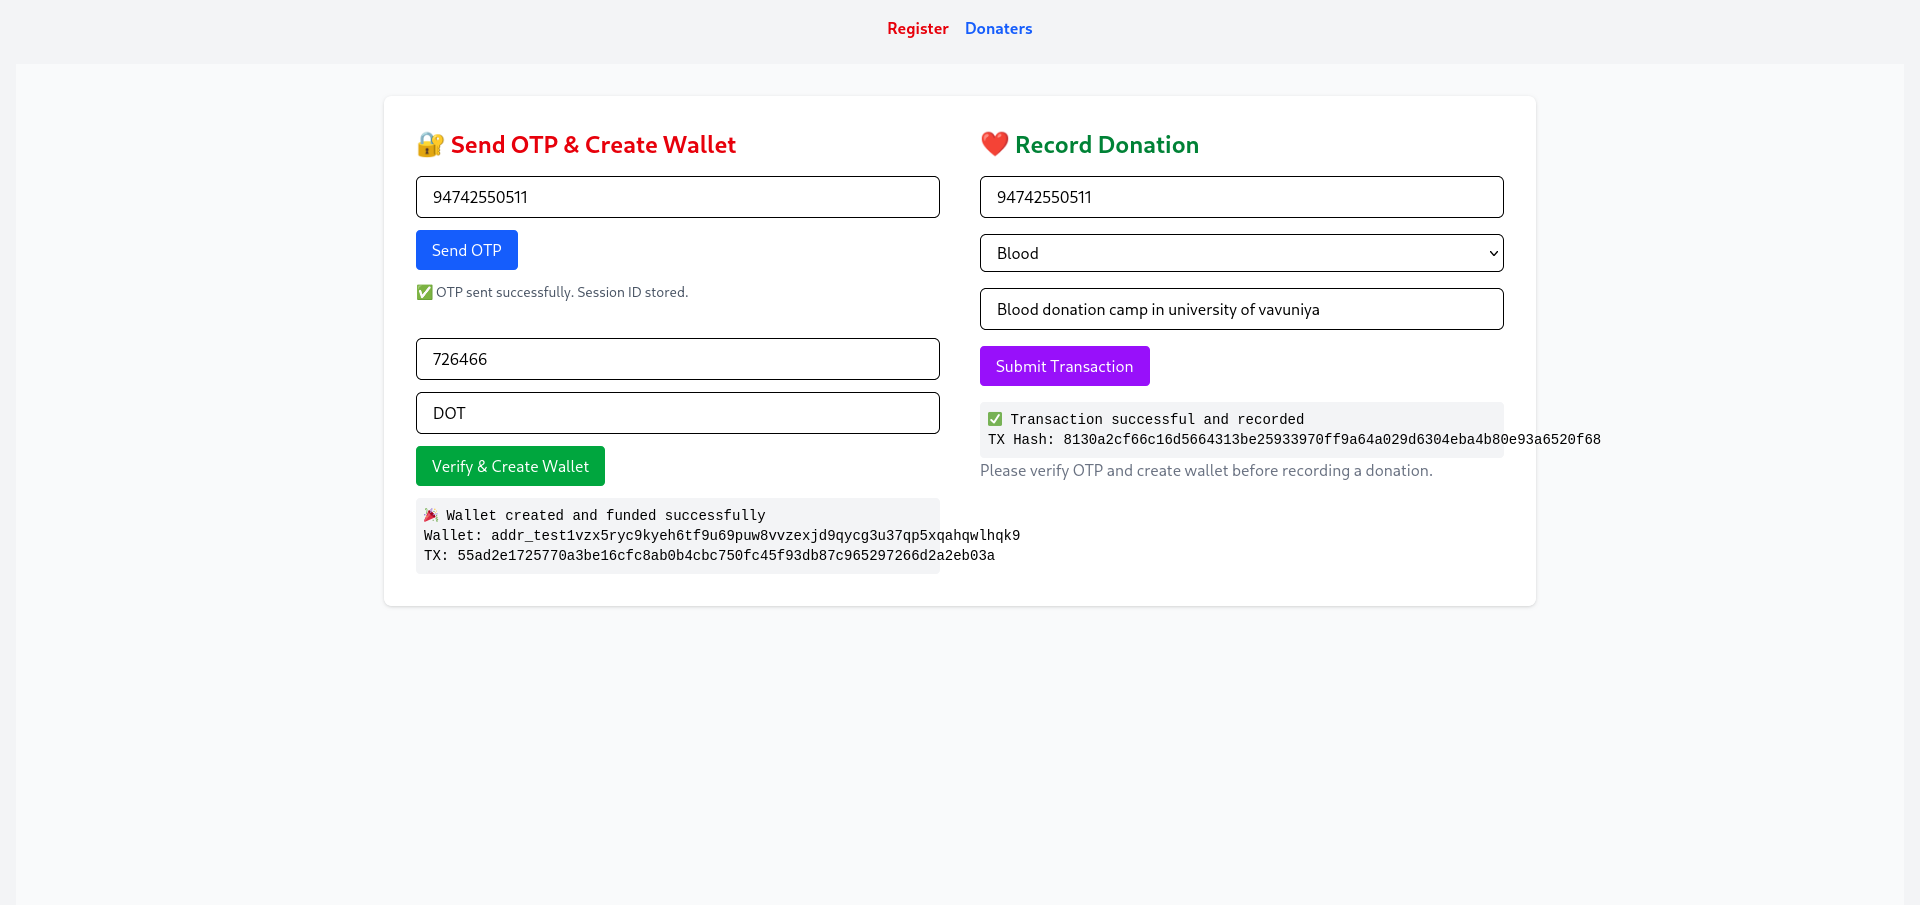 Register Donaters
🔐 Send OTP & Create Wallet
94742550511
Send OTP
✅ OTP sent successfully. Session ID stored.
726466
DOT
Verify & Create Wallet
🎉 Wallet created and funded successfully
Wallet: addr_test1vzx5ryc9kyeh6tf9u69puw8vvzexjd9qycg3u37qp5xqahqwlhqk9
TX: 55ad2e1725770a3be16cfc8ab0b4cbc750fc45f93db87c965297266d2a2eb03a
❤️ Record Donation
94742550511
Blood
Blood donation camp in university of vavuniya
Submit Transaction
✅ Transaction successful and recorded
TX Hash: 8130a2cf66c16d5664313be25933970ff9a64a029d6304eba4b80e93a6520f68
Please verify OTP and create wallet before recording a donation.